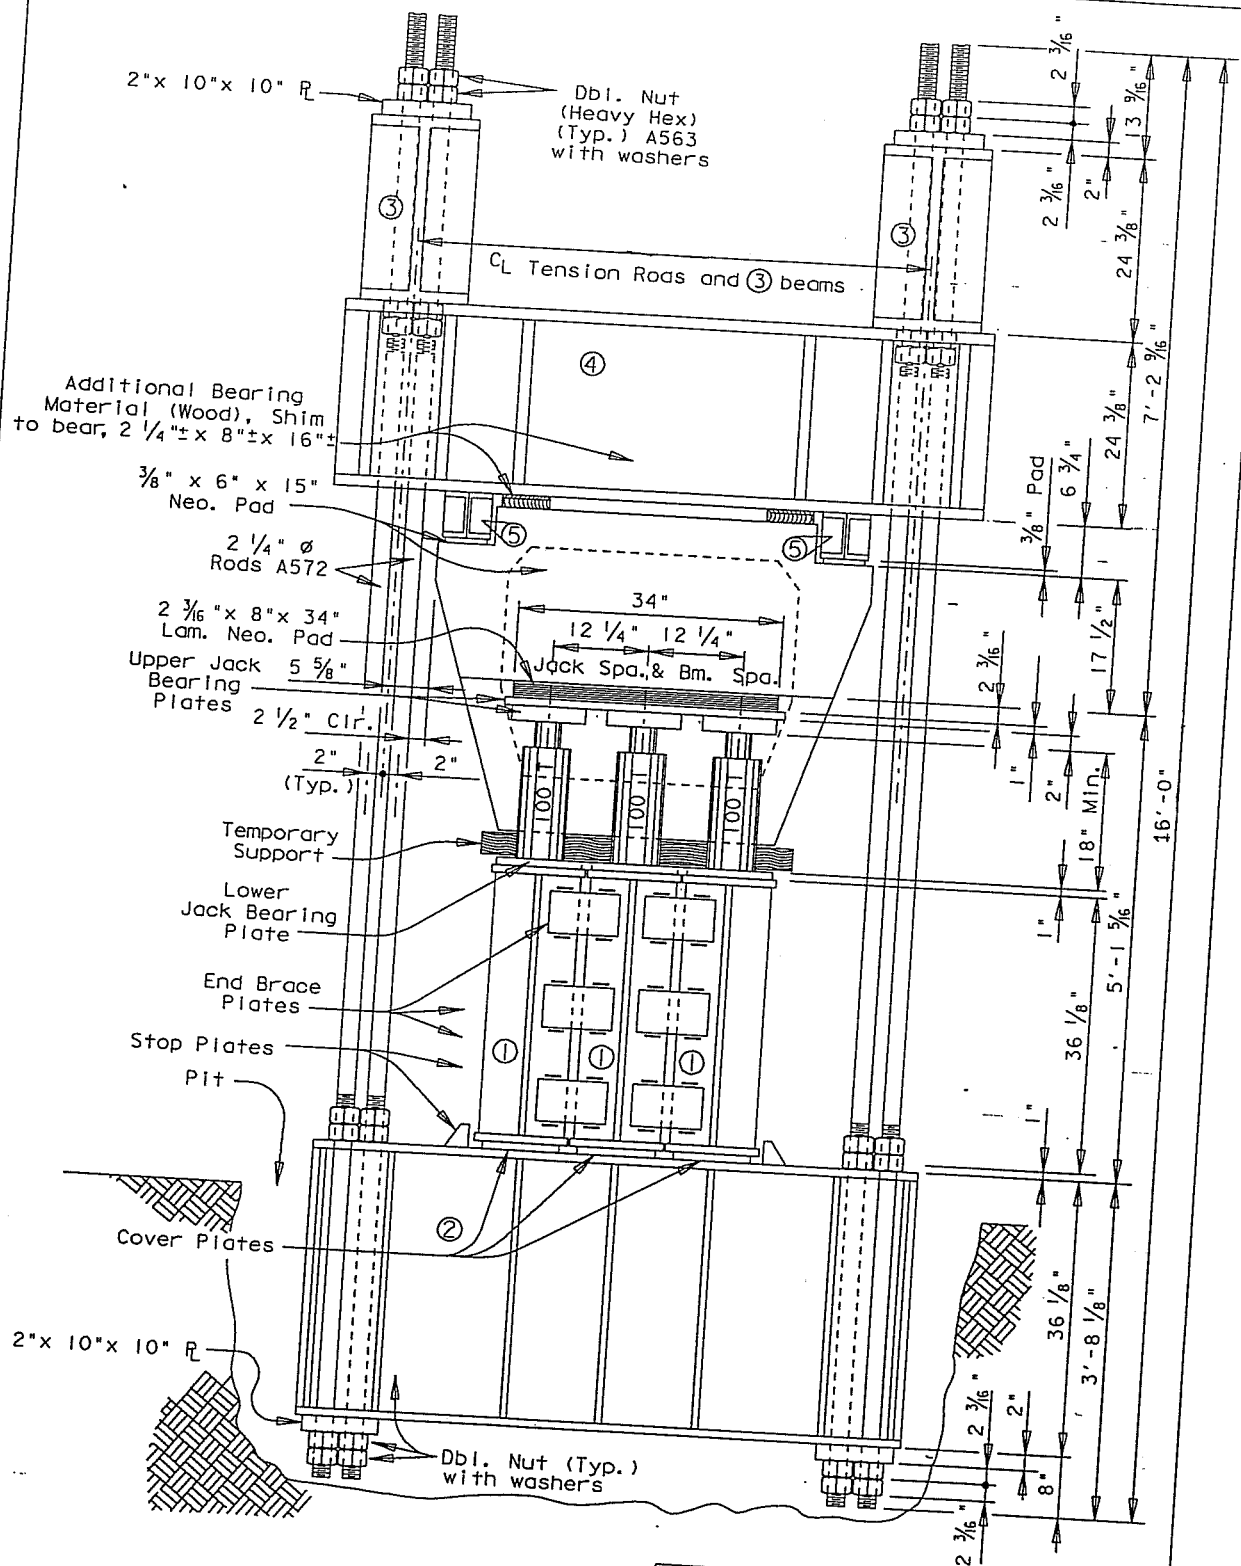 2"x 10"x 10" PL
Dbl. Nut
(Heavy Hex)
(Typ.) A563
with washers
③
③
CL Tension Rods and ③ beams
④
Additional Bearing
Material (Wood), Shim
to bear, 2 1/4"± x 8"± x 16"±
3/8" x 6" x 15"
Neo. Pad
⑤
⑤
2 1/4" ø
Rods A572
34"
2 3/16 "x 8"x 34"
Lam. Neo. Pad
12 1/4"
12 1/4"
Jack Spa. & Bm. Spa.
Upper Jack
Bearing
Plates
5 5/8"
2 1/2" Clr.
2"
(Typ.)
2"
100 T
100 T
100 T
Temporary
Support
Lower
Jack Bearing
Plate
End Brace
Plates
Stop Plates
①
①
①
Pit
Cover Plates
②
2"x 10"x 10" PL
Dbl. Nut (Typ.)
with washers
2 3/16 "
2 3/16 "
2"
13 9/16 "
24 3/8 "
24 3/8 "
7'-2 9/16 "
3/8" Pad
6 3/4 "
17 1/2 "
2 3/16 "
1"
2"
18" Min.
16'-0"
1"
36 1/8 "
5'-1 5/16 "
1"
36 1/8 "
3'-8 1/8 "
2 3/16 "
2"
8"
2 3/16 "